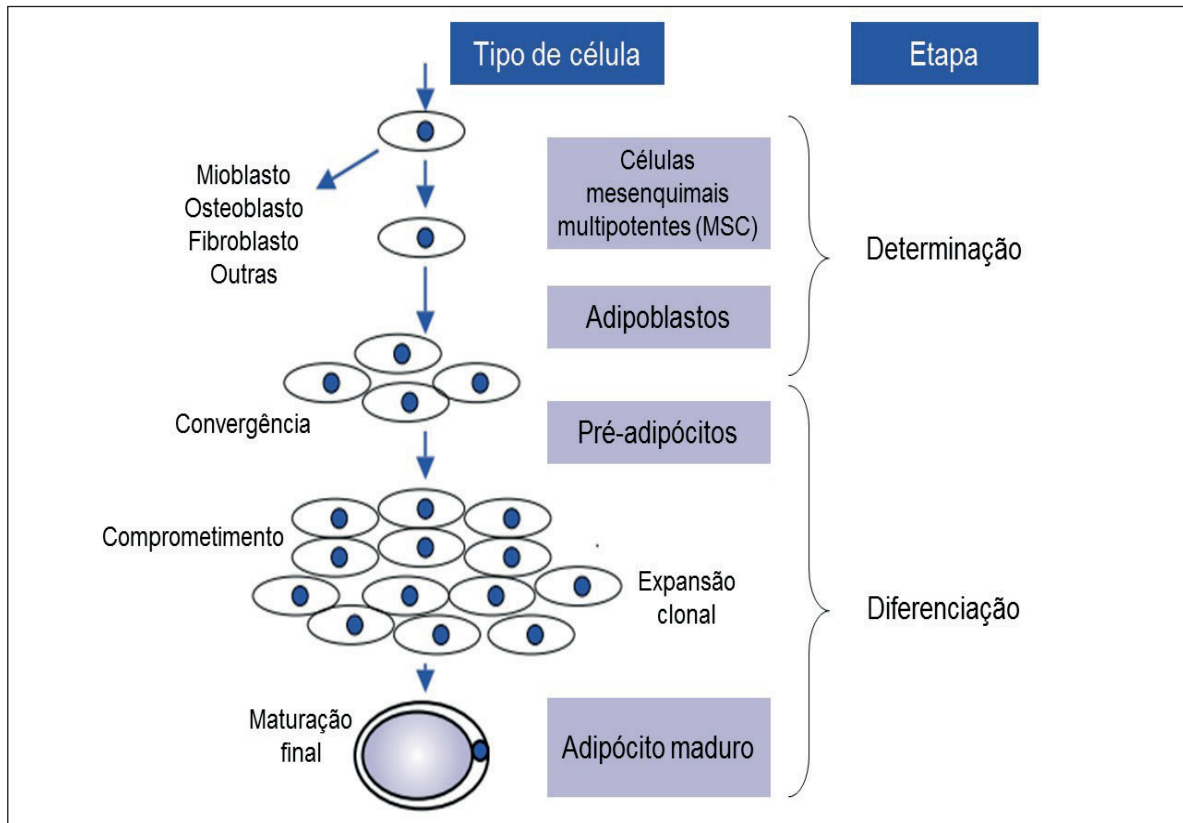 Tipo de célula
Etapa
Mioblasto
Osteoblasto
Fibroblasto
Outras
Células
mesenquimais
multipotentes (MSC)
Determinação
Adipoblastos
Convergência
Pré-adipócitos
Comprometimento
Expansão
clonal
Diferenciação
Maturação
final
Adipócito maduro